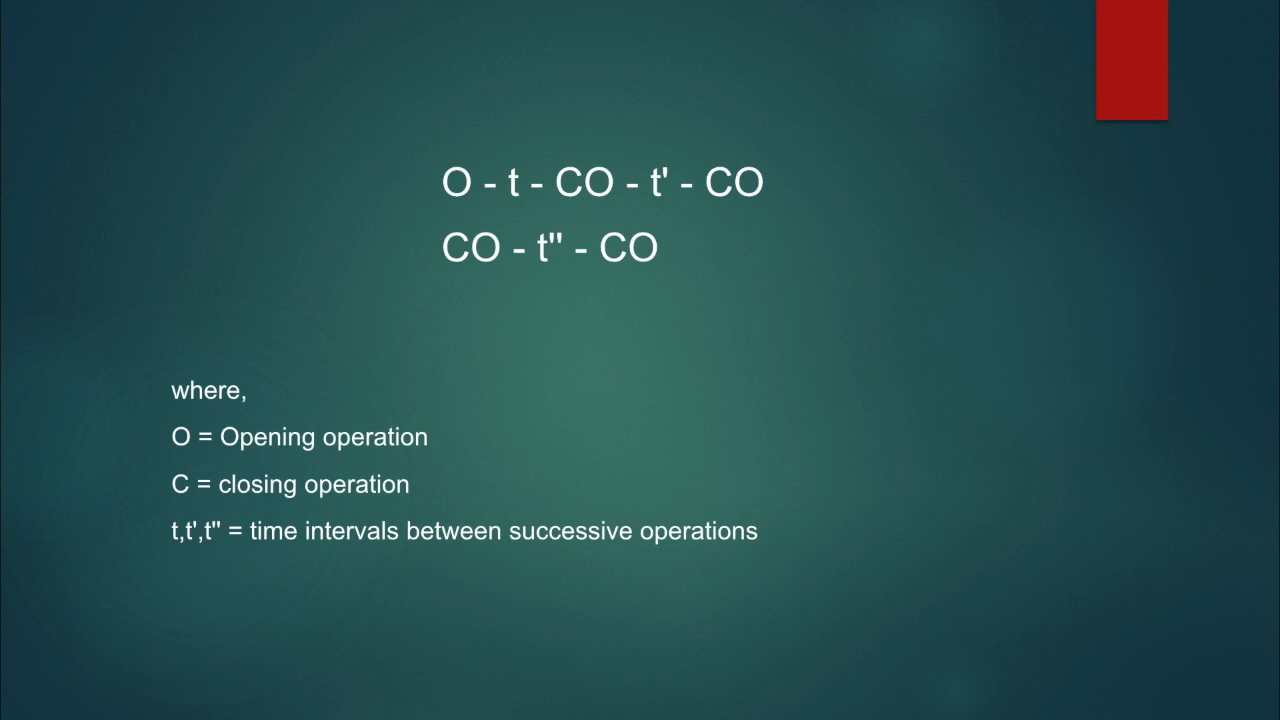 O - t - CO - t' - CO
CO - t" - CO
where,
O = Opening operation
C = closing operation
t,t',t" = time intervals between successive operations